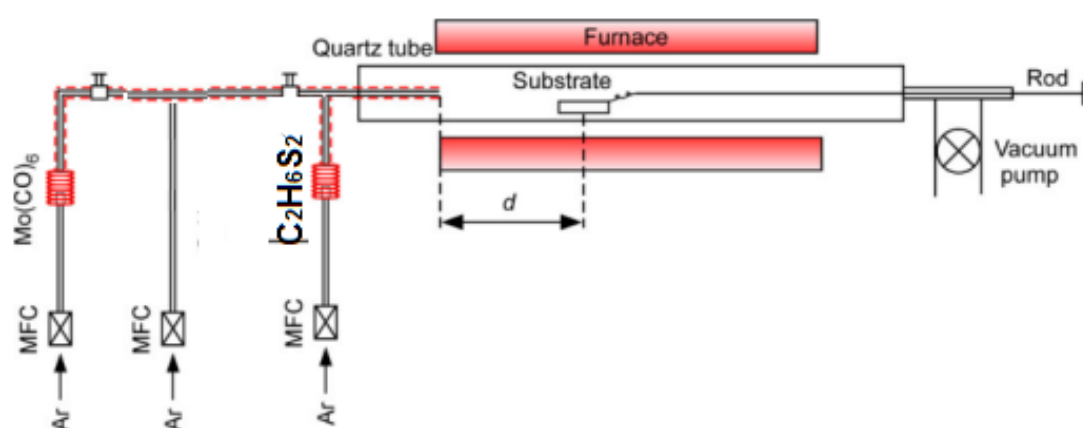 Furnace
Quartz tube
Substrate
Rod
Mo(CO)6
C2H6S2
Vacuum
pump
d
MFC
MFC
MFC
Ar
Ar
Ar